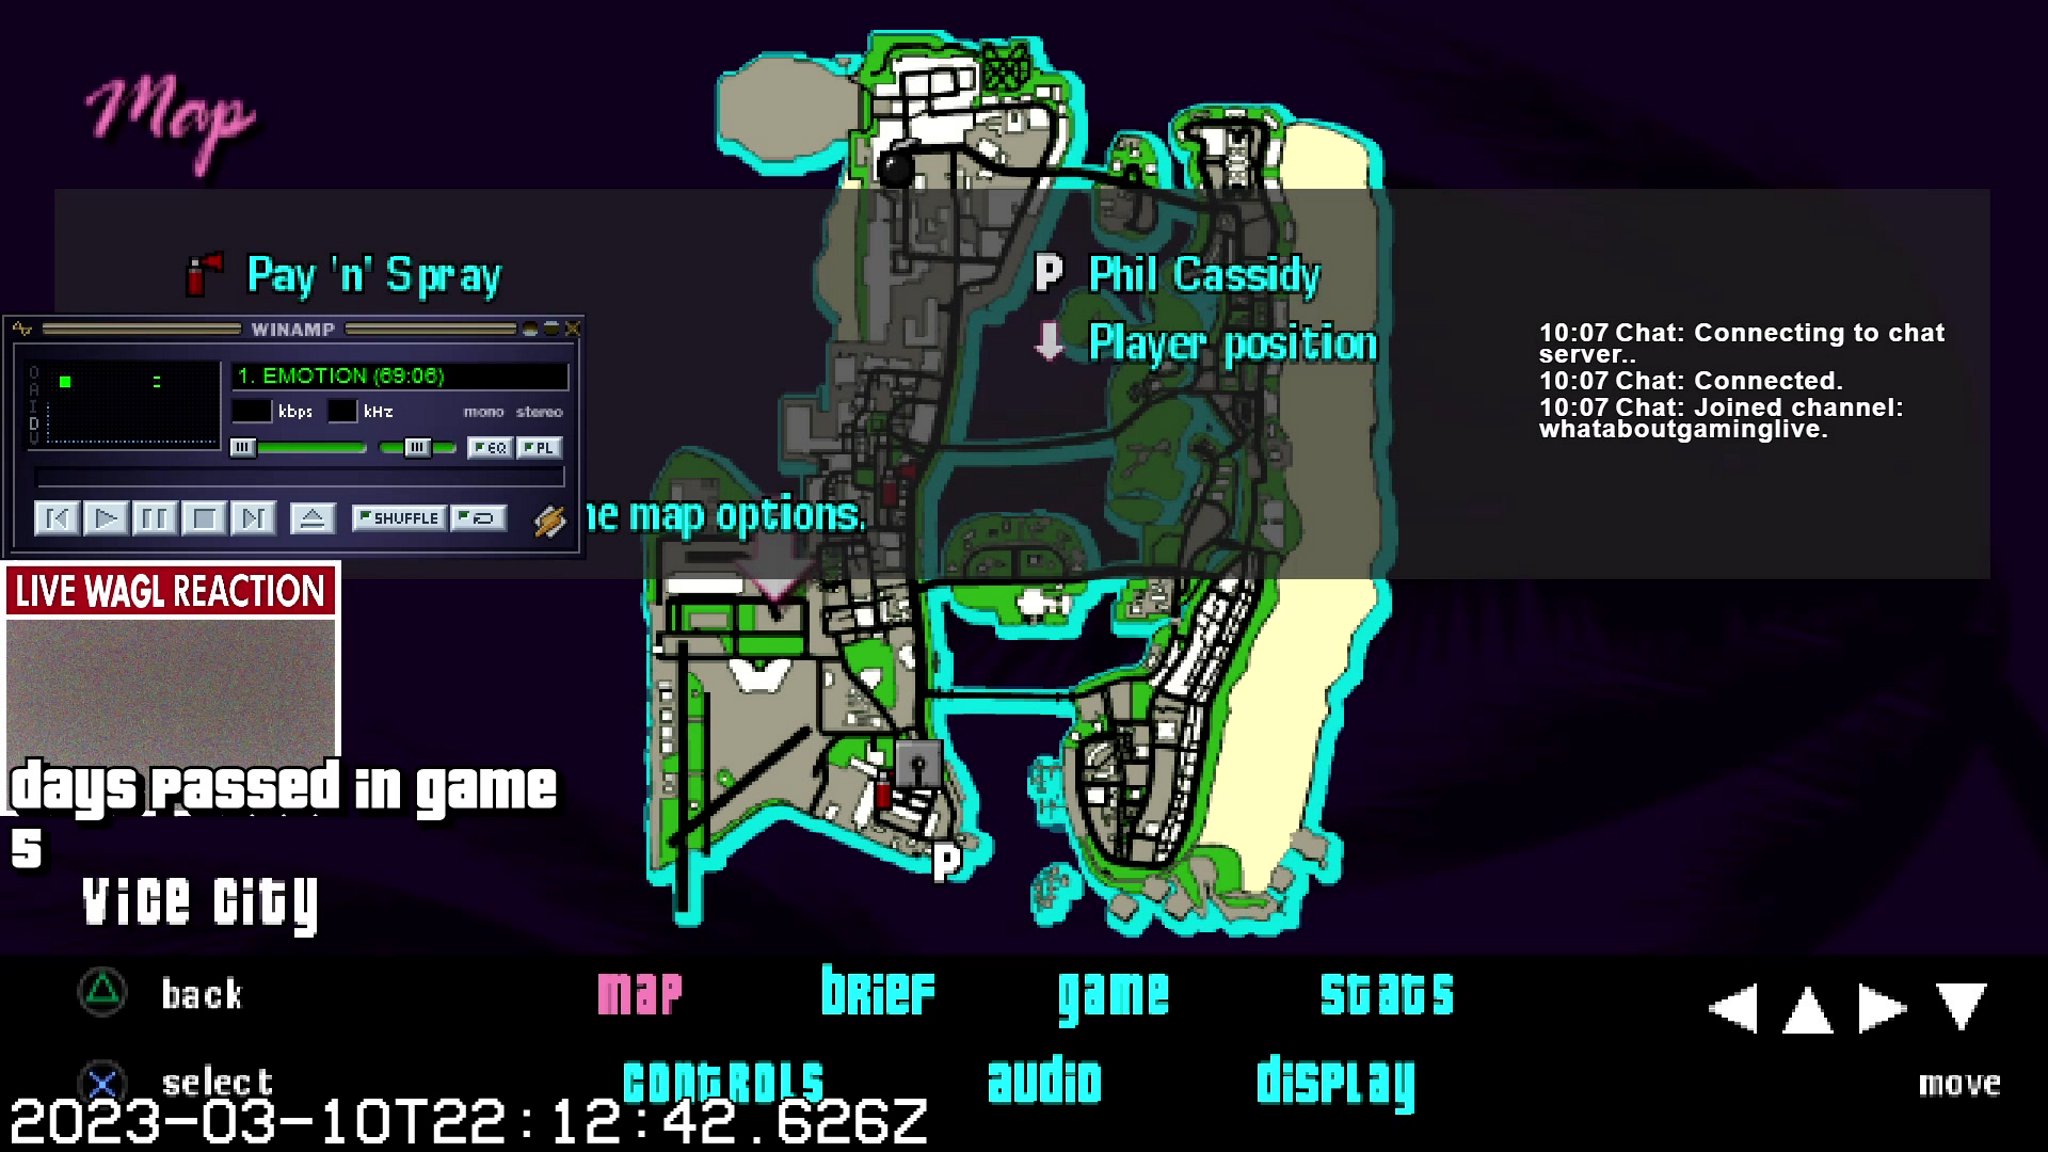 Map
Pay 'n' Spray
P Phil Cassidy
Player position
WINAMP
O
A
I
D
V
1. EMOTION (69:06)
kbps kHz mono stereo
EQ PL
SHUFFLE
he map options.
10:07 Chat: Connecting to chat
server..
10:07 Chat: Connected.
10:07 Chat: Joined channel:
whataboutgaminglive.
LIVE WAGL REACTION
days passed in game
5
P
Vice City
back
map brief game stats
select
controls audio display
move
2023-03-10T22:12:42.626Z